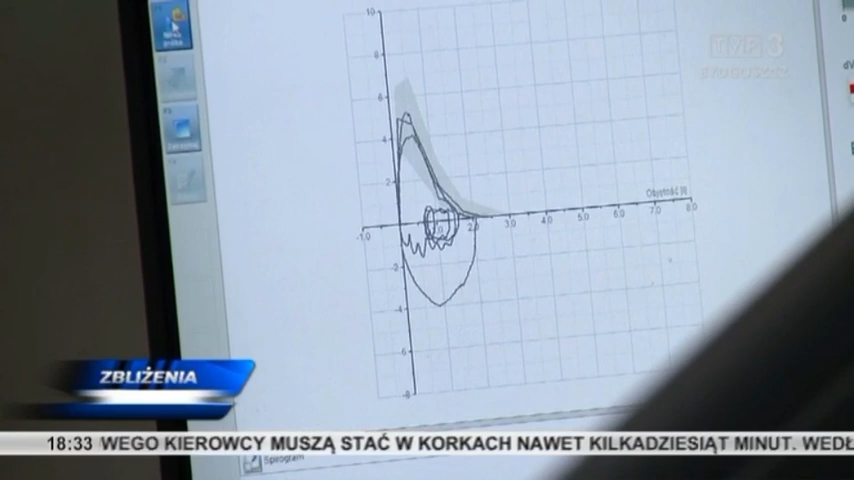 TVP 3
BYDGOSZCZ
10
8
6
4
2
Objętość [l]
-1,0
2,0
3,0
4,0
5,0
6,0
7,0
8,0
-2
-4
-6
-8
ZBLIŻENIA
18:33 WEGO KIEROWCY MUSZĄ STAĆ W KORKACH NAWET KILKADZIESIĄT MINUT. WEDŁ
Spirogram